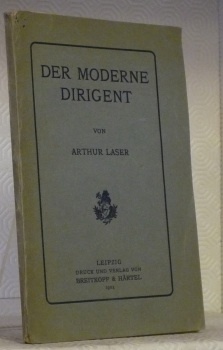 DER MODERNE
DIRIGENT
VON
ARTHUR LASER
LEIPZIG
DRUCK UND VERLAG VON
BREITKOPF & HÄRTEL